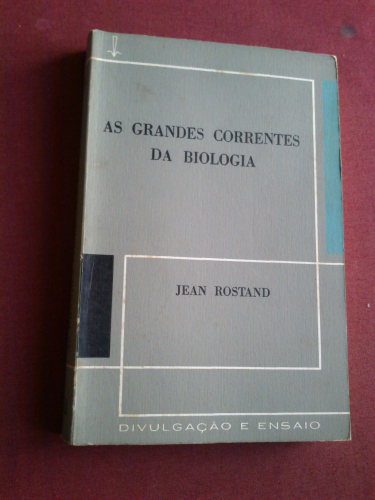 AS GRANDES CORRENTES
DA BIOLOGIA
JEAN ROSTAND
DIVULGAÇÃO E ENSAIO